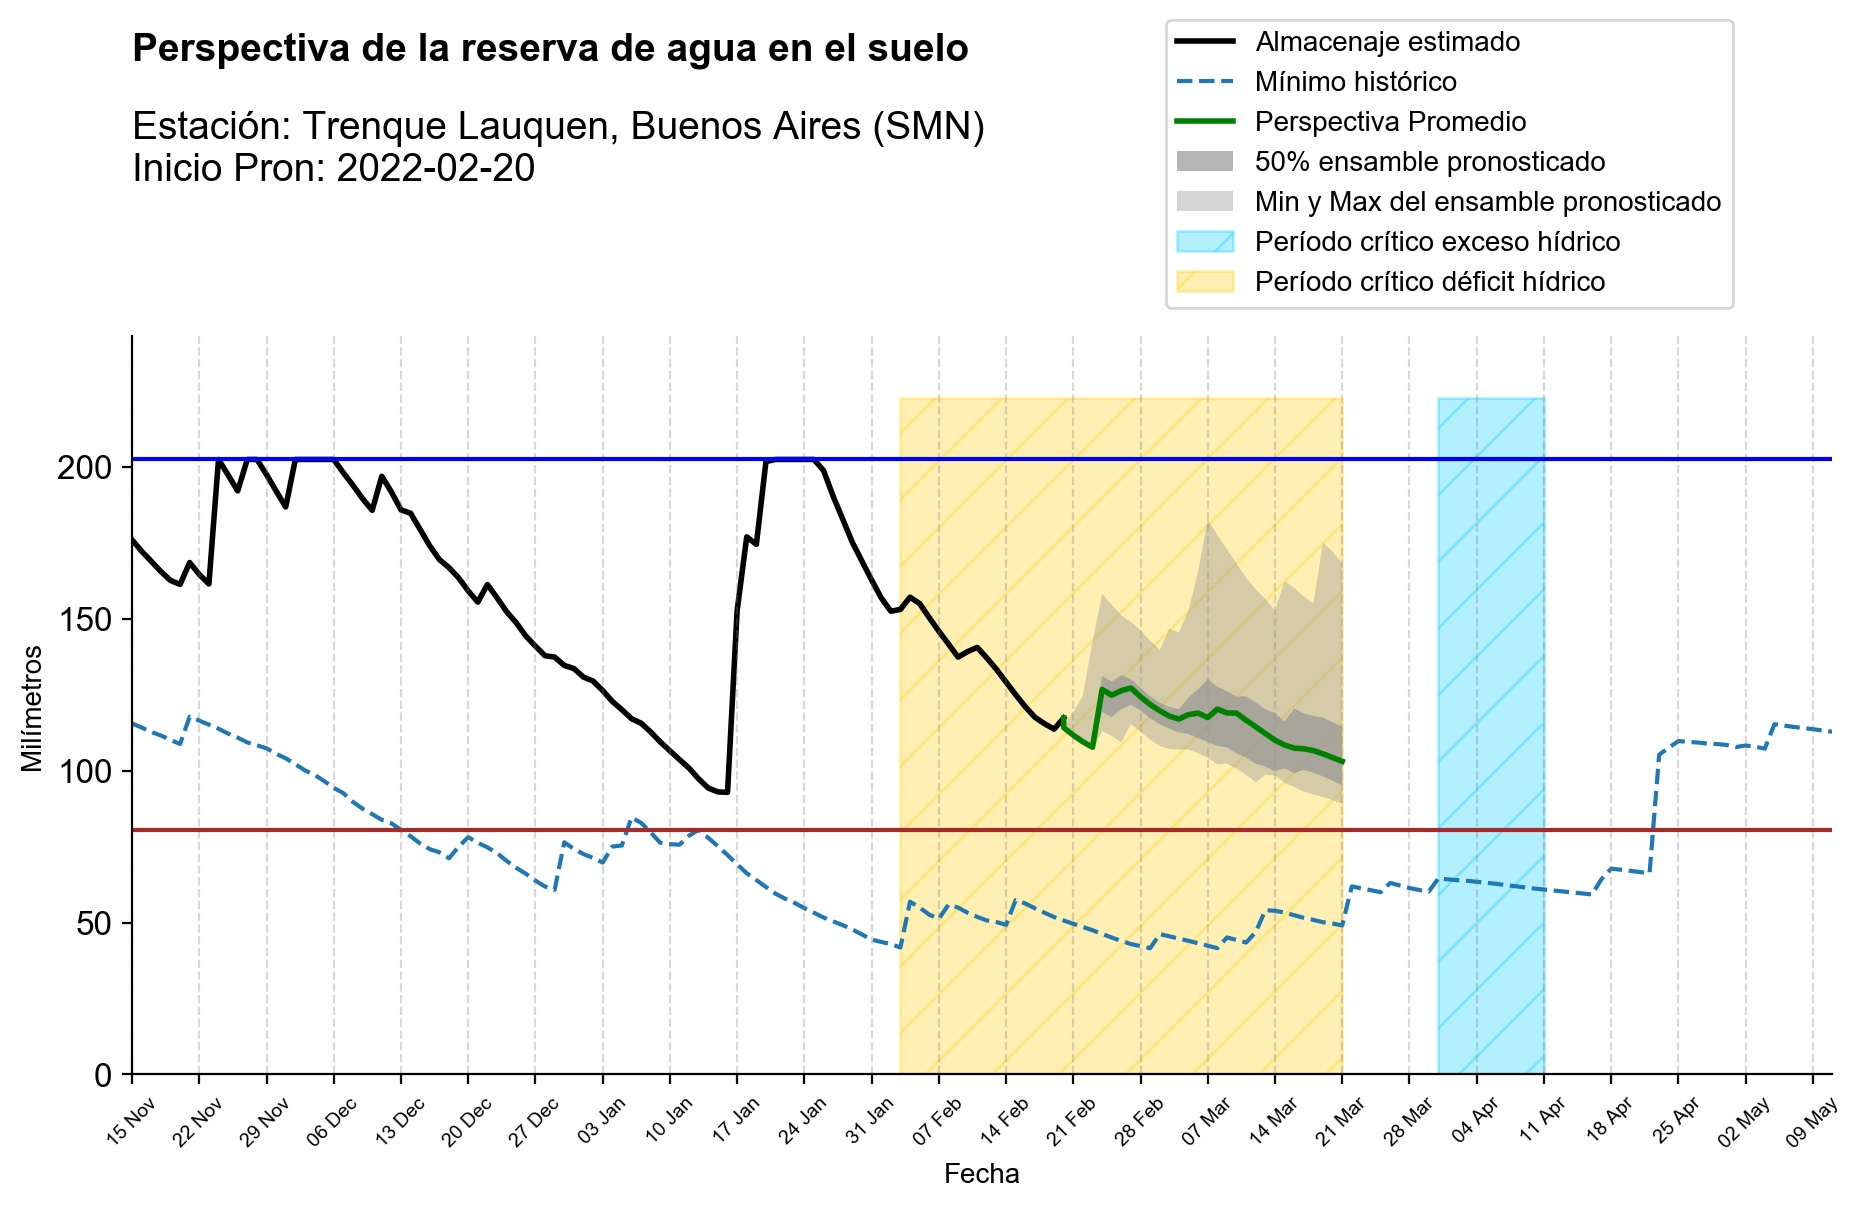 Perspectiva de la reserva de agua en el suelo
Estación: Trenque Lauquen, Buenos Aires (SMN)
Inicio Pron: 2022-02-20
Almacenaje estimado
Mínimo histórico
Perspectiva Promedio
50% ensamble pronosticado
Min y Max del ensamble pronosticado
Período crítico exceso hídrico
Período crítico déficit hídrico
Milímetros
200
150
100
50
0
15 Nov
22 Nov
29 Nov
06 Dec
13 Dec
20 Dec
27 Dec
03 Jan
10 Jan
17 Jan
24 Jan
31 Jan
07 Feb
14 Feb
21 Feb
28 Feb
07 Mar
14 Mar
21 Mar
28 Mar
04 Apr
11 Apr
18 Apr
25 Apr
02 May
09 May
Fecha